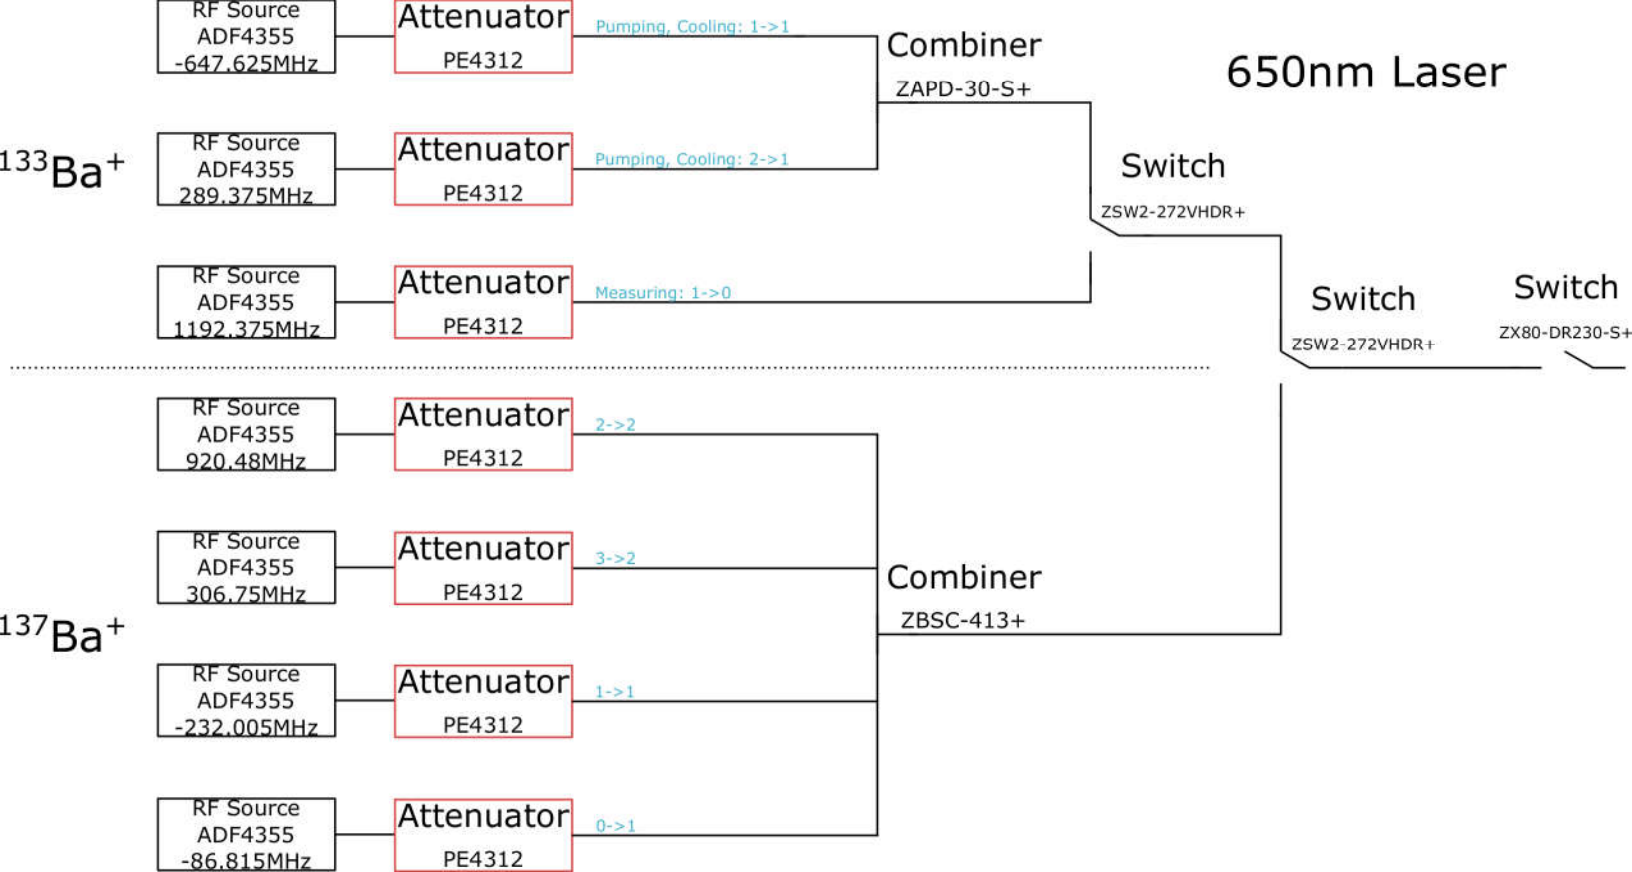 RF Source
ADF4355
-647.625MHz
Attenuator
PE4312
Pumping, Cooling: 1->1
Combiner
ZAPD-30-S+
650nm Laser
133Ba+
RF Source
ADF4355
289.375MHz
Attenuator
PE4312
Pumping, Cooling: 2->1
Switch
ZSW2-272VHDR+
RF Source
ADF4355
1192.375MHz
Attenuator
PE4312
Measuring: 1->0
Switch
ZSW2-272VHDR+
Switch
ZX80-DR230-S+
RF Source
ADF4355
920.48MHz
Attenuator
PE4312
2->2
RF Source
ADF4355
306.75MHz
Attenuator
PE4312
3->2
Combiner
ZBSC-413+
137Ba+
RF Source
ADF4355
-232.005MHz
Attenuator
PE4312
1->1
RF Source
ADF4355
-86.815MHz
Attenuator
PE4312
0->1